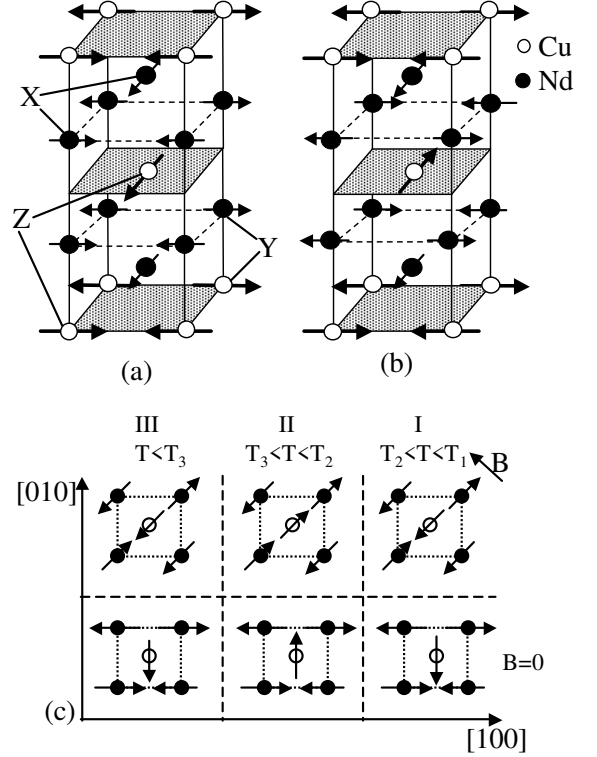 Cu
Nd
X
Z
Y
(a)
(b)
III
T<T3
II
T3<T<T2
I
T2<T<T1
B
[010]
B=0
(c)
[100]